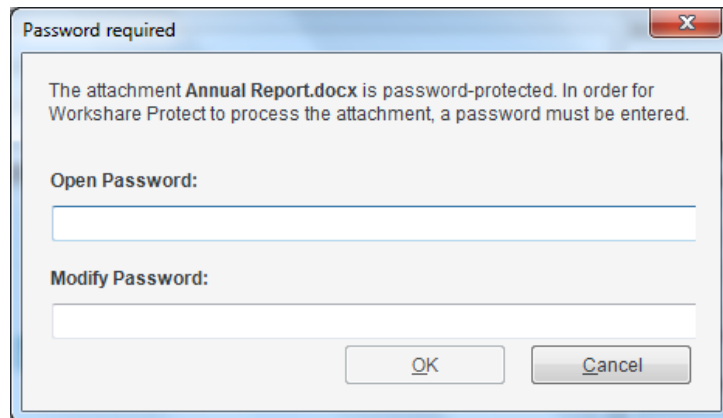 Password required
The attachment Annual Report.docx is password-protected. In order for
Workshare Protect to process the attachment, a password must be entered.
Open Password:
Modify Password:
OK
Cancel